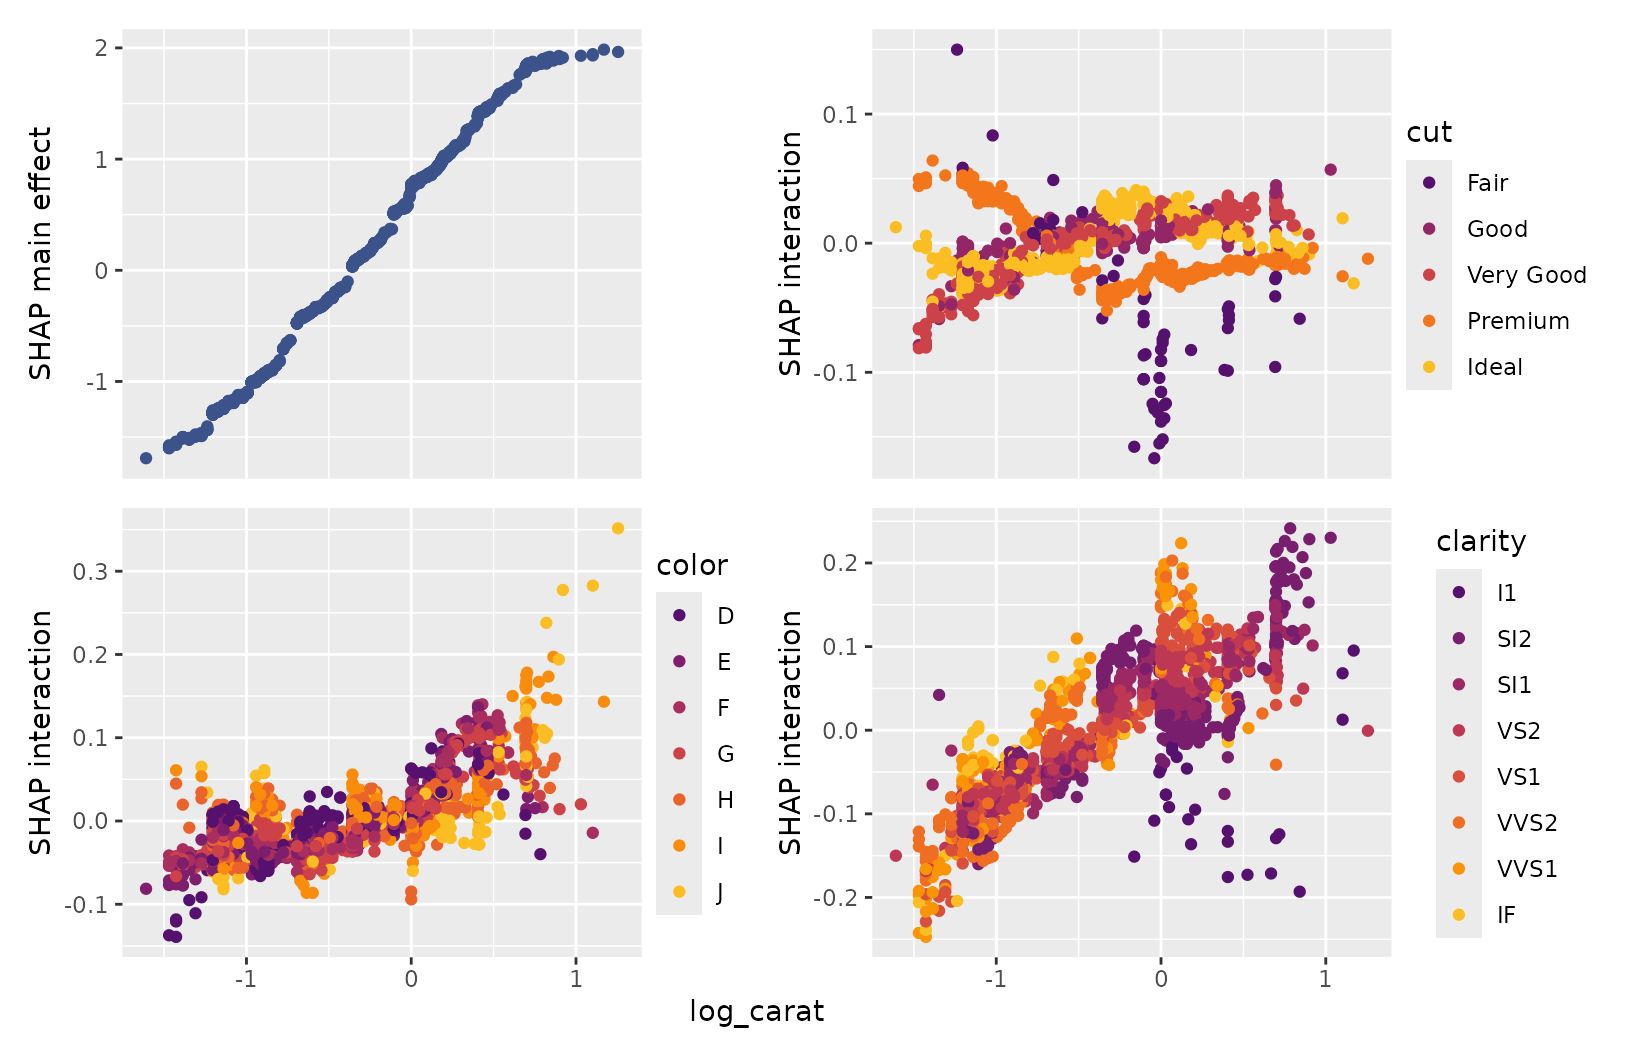 SHAP main effect
2
1
0
-1
SHAP interaction
0.1
0.0
-0.1
cut
Fair
Good
Very Good
Premium
Ideal
SHAP interaction
0.3
0.2
0.1
0.0
-0.1
-1
0
1
color
D
E
F
G
H
I
J
SHAP interaction
0.2
0.1
0.0
-0.1
-0.2
-1
0
1
clarity
I1
SI2
SI1
VS2
VS1
VVS2
VVS1
IF
log_carat